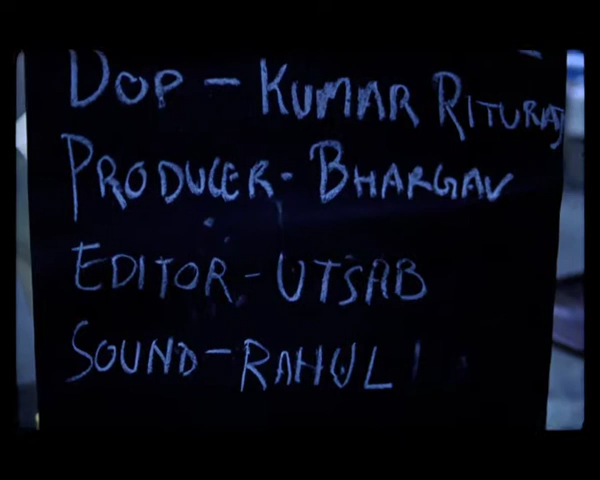 DOP - KUMAR RITURAJ
PRODUCER - BHARGAV
EDITOR - UTSAB
SOUND - RAHUL